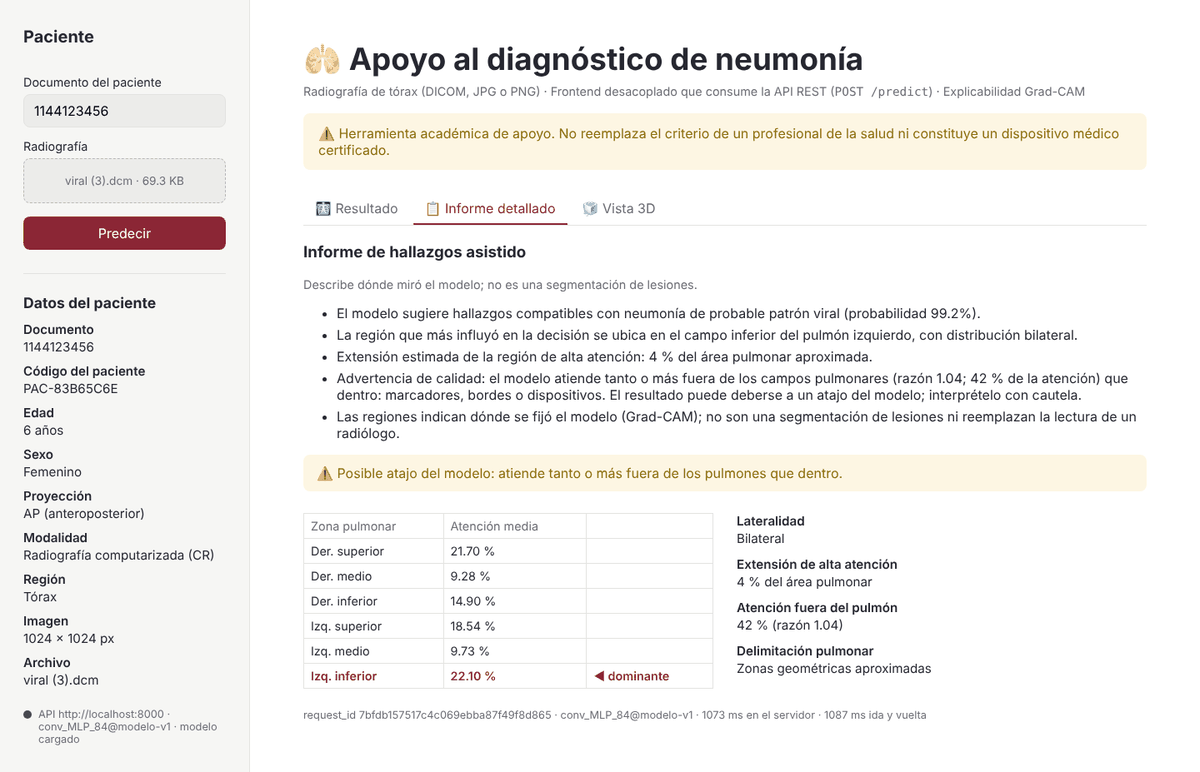 Paciente
Documento del paciente
1144123456
Radiografía
viral (3).dcm · 69.3 KB
Predecir
Datos del paciente
Documento
1144123456
Código del paciente
PAC-83B65C6E
Edad
6 años
Sexo
Femenino
Proyección
AP (anteroposterior)
Modalidad
Radiografía computarizada (CR)
Región
Tórax
Imagen
1024 × 1024 px
Archivo
viral (3).dcm
API http://localhost:8000 ·
conv_MLP_84@modelo-v1 · modelo
cargado
Apoyo al diagnóstico de neumonía
Radiografía de tórax (DICOM, JPG o PNG) · Frontend desacoplado que consume la API REST (POST /predict) · Explicabilidad Grad-CAM
⚠️ Herramienta académica de apoyo. No reemplaza el criterio de un profesional de la salud ni constituye un dispositivo médico
certificado.
Resultado
Informe detallado
Vista 3D
Informe de hallazgos asistido
Describe dónde miró el modelo; no es una segmentación de lesiones.
• El modelo sugiere hallazgos compatibles con neumonía de probable patrón viral (probabilidad 99.2%).
• La región que más influyó en la decisión se ubica en el campo inferior del pulmón izquierdo, con distribución bilateral.
• Extensión estimada de la región de alta atención: 4 % del área pulmonar aproximada.
• Advertencia de calidad: el modelo atiende tanto o más fuera de los campos pulmonares (razón 1.04; 42 % de la atención) que
dentro: marcadores, bordes o dispositivos. El resultado puede deberse a un atajo del modelo; interprételo con cautela.
• Las regiones indican dónde se fijó el modelo (Grad-CAM); no son una segmentación de lesiones ni reemplazan la lectura de un
radiólogo.
⚠️ Posible atajo del modelo: atiende tanto o más fuera de los pulmones que dentro.
Zona pulmonar Atención media
Der. superior 21.70 %
Der. medio 9.28 %
Der. inferior 14.90 %
Izq. superior 18.54 %
Izq. medio 9.73 %
Izq. inferior 22.10 % ◀ dominante
Lateralidad
Bilateral
Extensión de alta atención
4 % del área pulmonar
Atención fuera del pulmón
42 % (razón 1.04)
Delimitación pulmonar
Zonas geométricas aproximadas
request_id 7bfdb157517c4c069ebba87f49f8d865 · conv_MLP_84@modelo-v1 · 1073 ms en el servidor · 1087 ms ida y vuelta